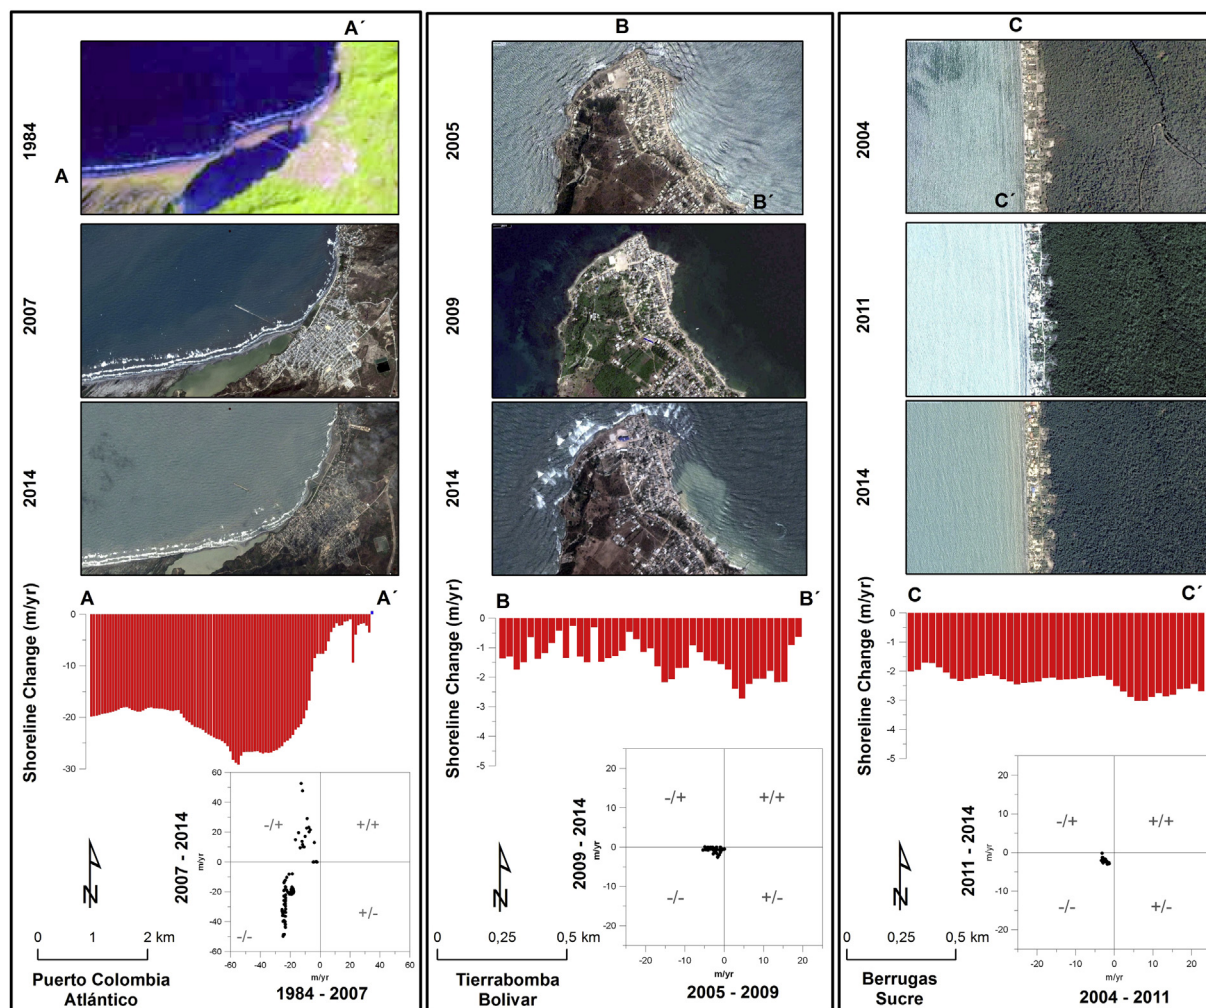 A´
1984
A
2007
2014
Shoreline Change (m/yr)
A
A´
0
-10
-20
-30
2007 - 2014
m/yr
60
40
20
0
-20
-40
-60
-/+
+/+
+/-
-/-
-60
-40
-20
0
20
40
60
m/yr
N
0
1
2 km
Puerto Colombia
Atlántico
1984 - 2007
B
2005
B´
2009
2014
Shoreline Change (m/yr)
B
B´
0
-1
-2
-3
-4
-5
2009 - 2014
m/yr
20
10
0
-10
-20
-/+
+/+
-/-
+/-
-20
-10
0
10
20
m/yr
N
0
0,25
0,5 km
Tierrabomba
Bolivar
2005 - 2009
C
2004
C´
2011
2014
Shoreline Change (m/yr)
C
C´
0
-1
-2
-3
-4
-5
2011 - 2014
m/yr
20
10
0
-10
-20
-/+
+/+
-/-
+/-
-20
-10
0
10
20
m/yr
N
0
0,25
0,5 km
Berrugas
Sucre
2004 - 2011